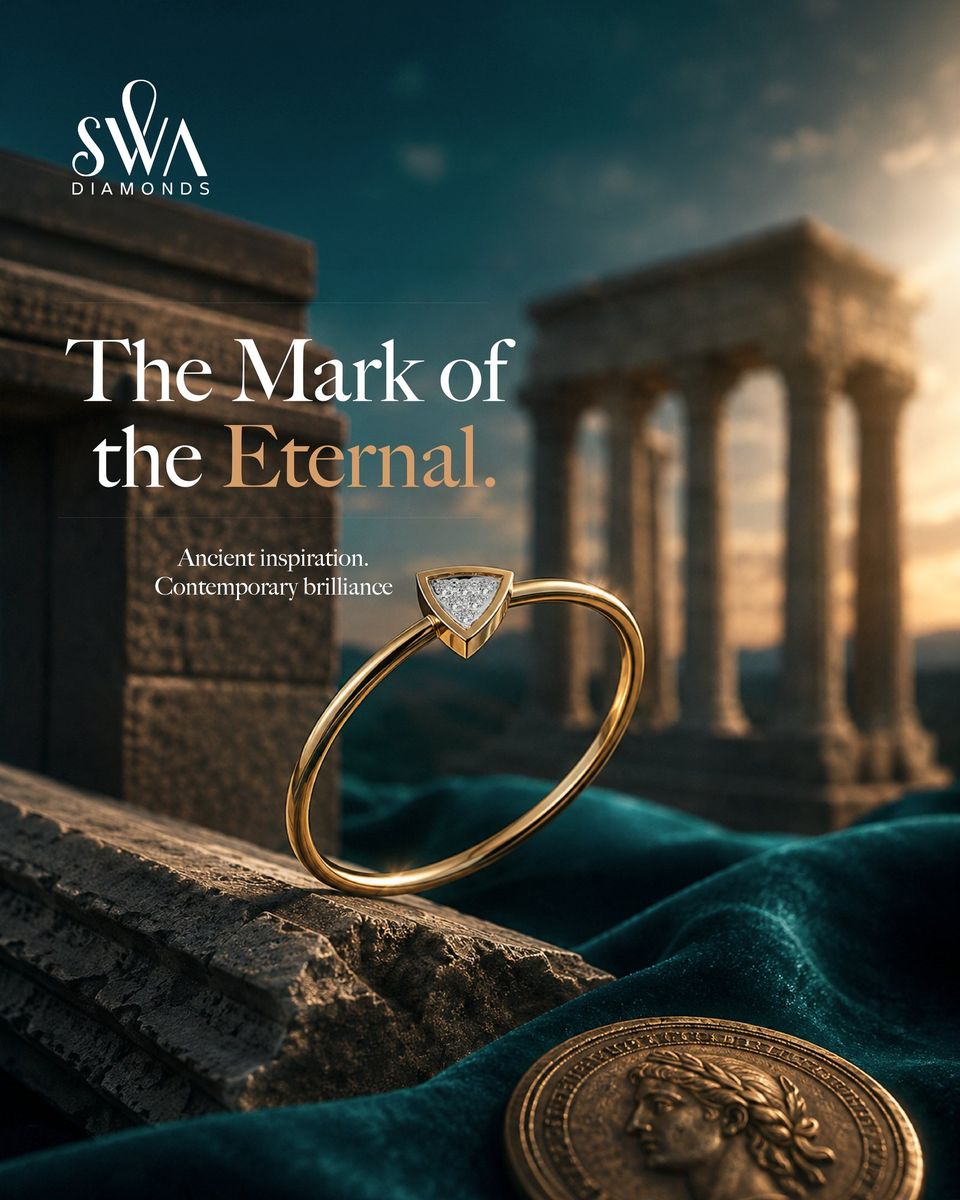 SWA
DIAMONDS
The Mark of
the Eternal.
Ancient inspiration.
Contemporary brilliance